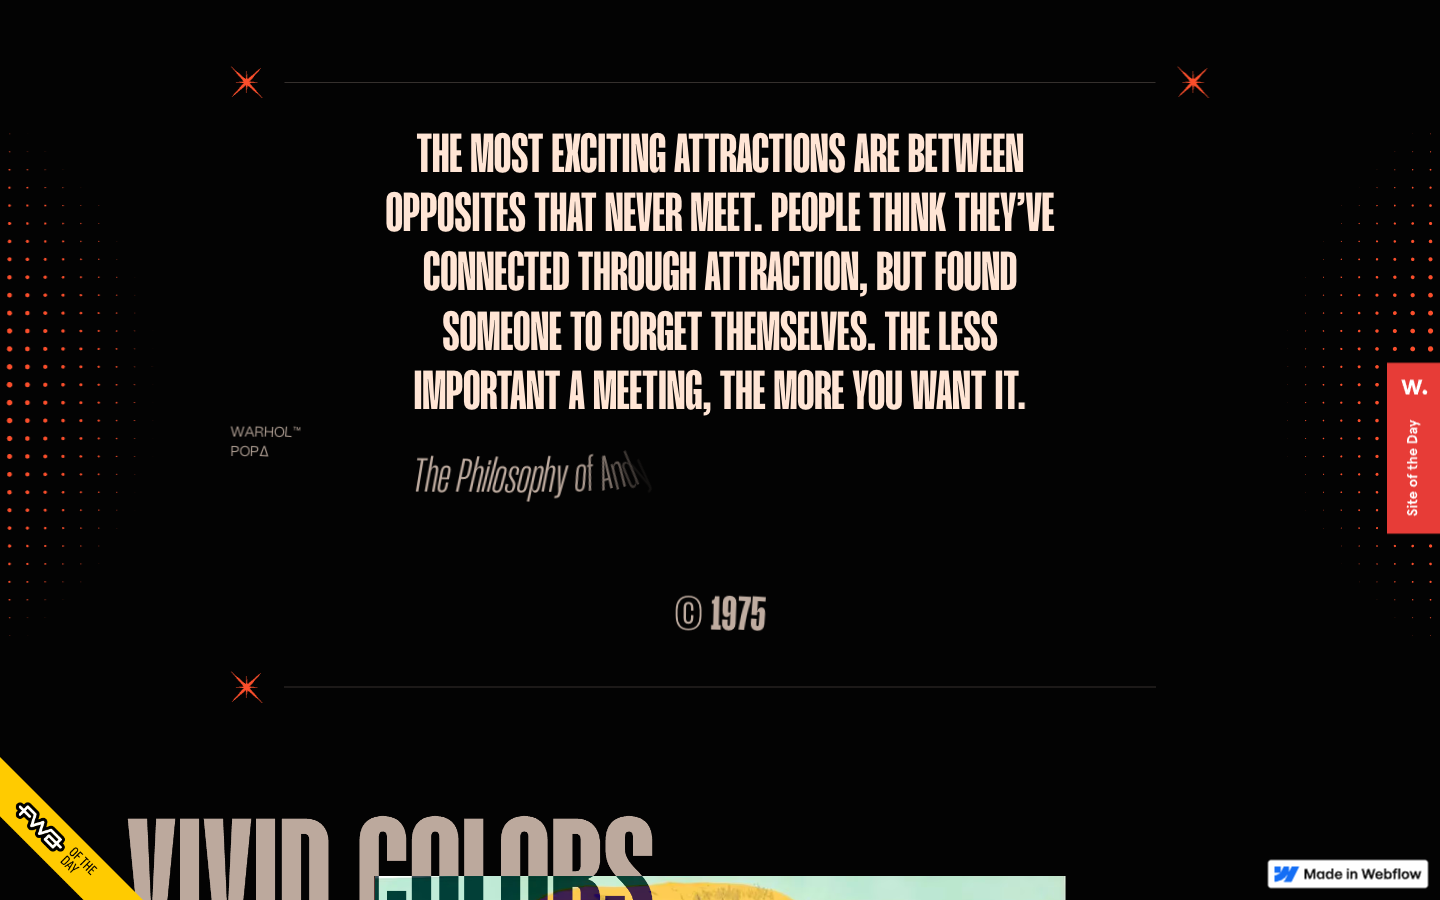 THE MOST EXCITING ATTRACTIONS ARE BETWEEN
OPPOSITES THAT NEVER MEET. PEOPLE THINK THEY’VE
CONNECTED THROUGH ATTRACTION, BUT FOUND
SOMEONE TO FORGET THEMSELVES. THE LESS
IMPORTANT A MEETING, THE MORE YOU WANT IT.
WARHOL™
POPΔ
The Philosophy of Andy
© 1975
W.
Site of the Day
VIVID COLORS
FWA
OF THE
DAY
Made in Webflow